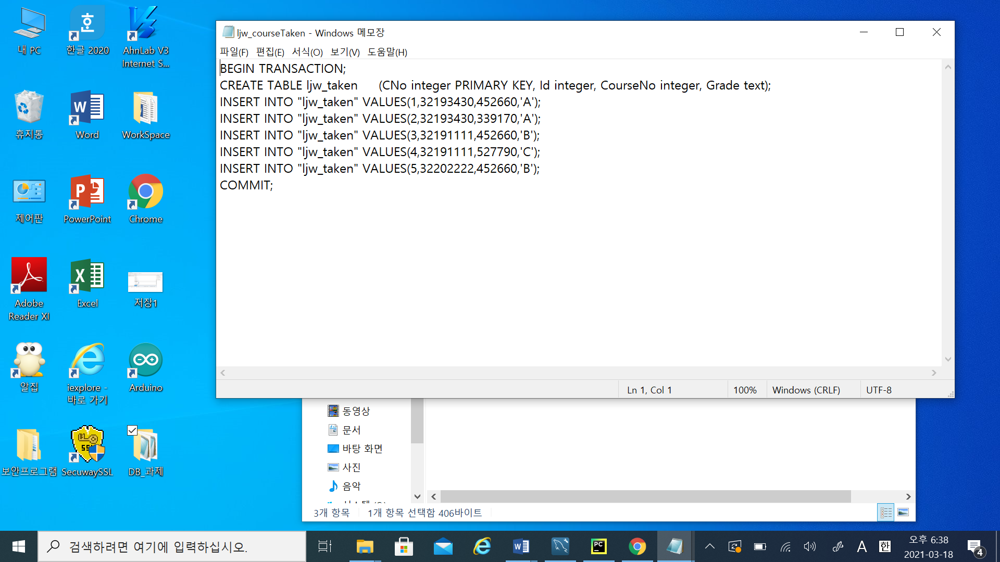 내 PC
한글 2020
AhnLab V3
Internet S...
휴지통
Word
WorkSpace
제어판
PowerPoint
Chrome
Adobe
Reader XI
Excel
저장1
알집
iexplore -
바로 가기
Arduino
보안프로그램
SecuwaySSL
DB_과제
ljw_courseTaken - Windows 메모장
파일(F) 편집(E) 서식(O) 보기(V) 도움말(H)
BEGIN TRANSACTION;
CREATE TABLE ljw_taken (CNo integer PRIMARY KEY, Id integer, CourseNo integer, Grade text);
INSERT INTO "ljw_taken" VALUES(1,32193430,452660,'A');
INSERT INTO "ljw_taken" VALUES(2,32193430,339170,'A');
INSERT INTO "ljw_taken" VALUES(3,32191111,452660,'B');
INSERT INTO "ljw_taken" VALUES(4,32191111,527790,'C');
INSERT INTO "ljw_taken" VALUES(5,32202222,452660,'B');
COMMIT;
Ln 1, Col 1 100% Windows (CRLF) UTF-8
동영상
문서
바탕 화면
사진
음악
3개 항목 1개 항목 선택함 406바이트
검색하려면 여기에 입력하십시오.
A 한
오후 6:38
2021-03-18
4